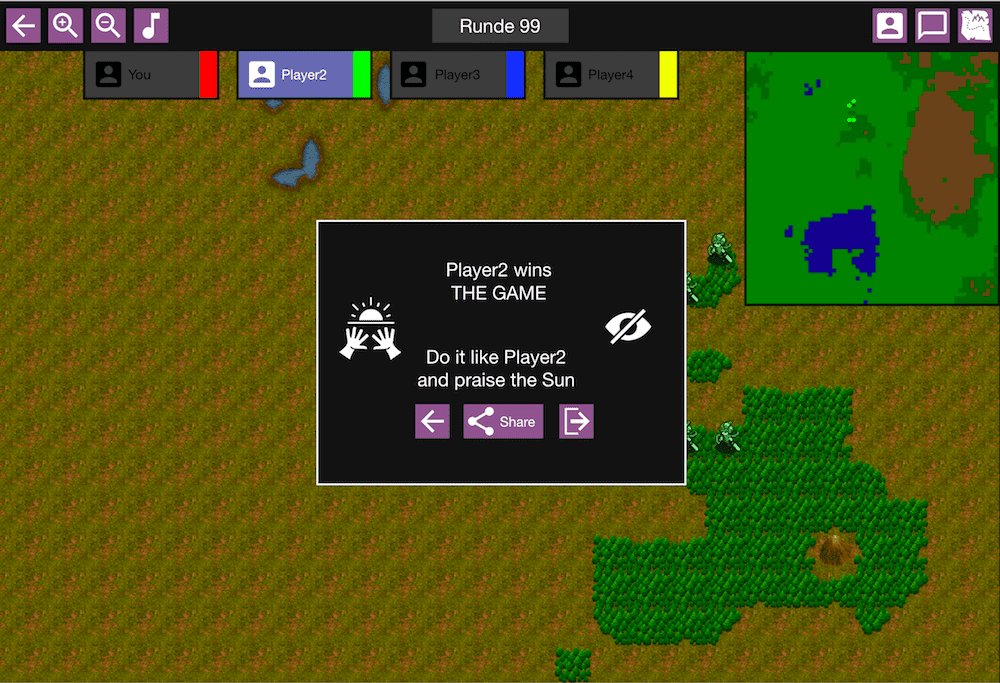 Runde 99
You
Player2
Player3
Player4
Player2 wins
THE GAME
Do it like Player2
and praise the Sun
Share